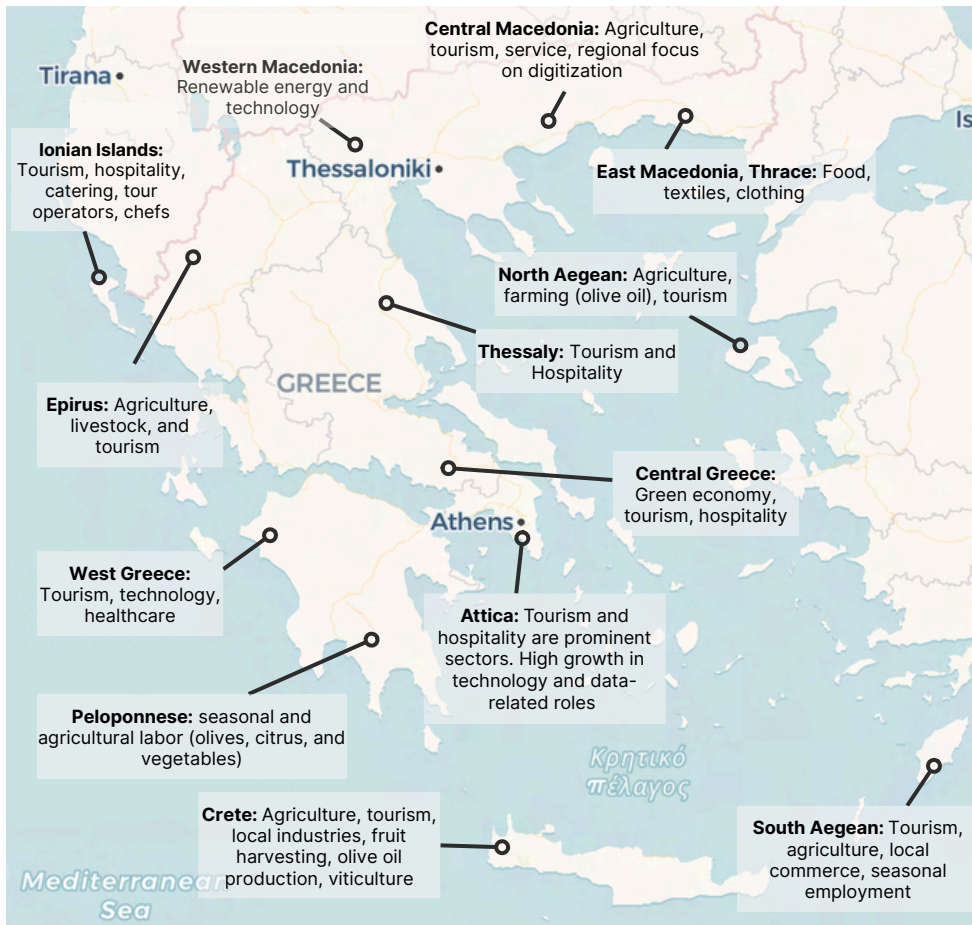 Central Macedonia: Agriculture,
tourism, service, regional focus
on digitization
Tirana
Western Macedonia:
Renewable energy and
technology
Ionian Islands:
Tourism, hospitality,
catering, tour
operators, chefs
Thessaloniki
East Macedonia, Thrace: Food,
textiles, clothing
Is
North Aegean: Agriculture,
farming (olive oil), tourism
Thessaly: Tourism and
Hospitality
GREECE
Epirus: Agriculture,
livestock, and
tourism
Central Greece:
Green economy,
tourism, hospitality
Athens
West Greece:
Tourism, technology,
healthcare
Attica: Tourism and
hospitality are prominent
sectors. High growth in
technology and data-
related roles
Peloponnese: seasonal and
agricultural labor (olives, citrus, and
vegetables)
Κρητικό
πέλαγος
Crete: Agriculture, tourism,
local industries, fruit
harvesting, olive oil
production, viticulture
South Aegean: Tourism,
agriculture, local
commerce, seasonal
employment
Mediterranean
Sea